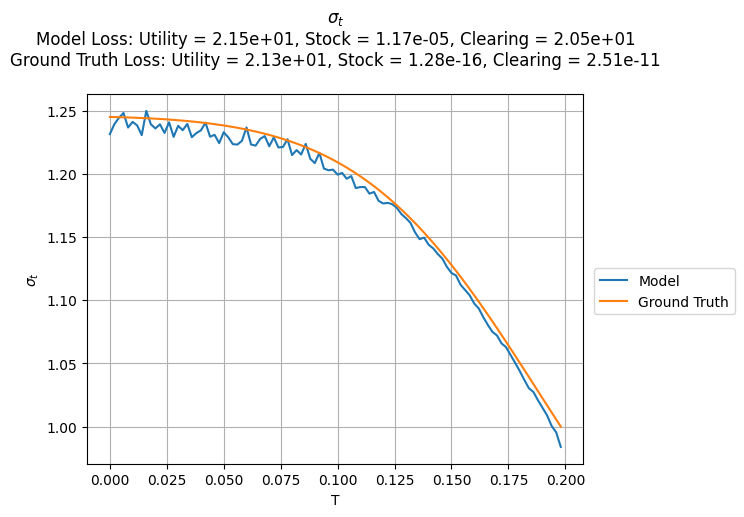 σ_t
Model Loss: Utility = 2.15e+01, Stock = 1.17e-05, Clearing = 2.05e+01
Ground Truth Loss: Utility = 2.13e+01, Stock = 1.28e-16, Clearing = 2.51e-11
1.25
1.20
1.15
1.10
1.05
1.00
σ_t
0.000 0.025 0.050 0.075 0.100 0.125 0.150 0.175 0.200
T
Model
Ground Truth